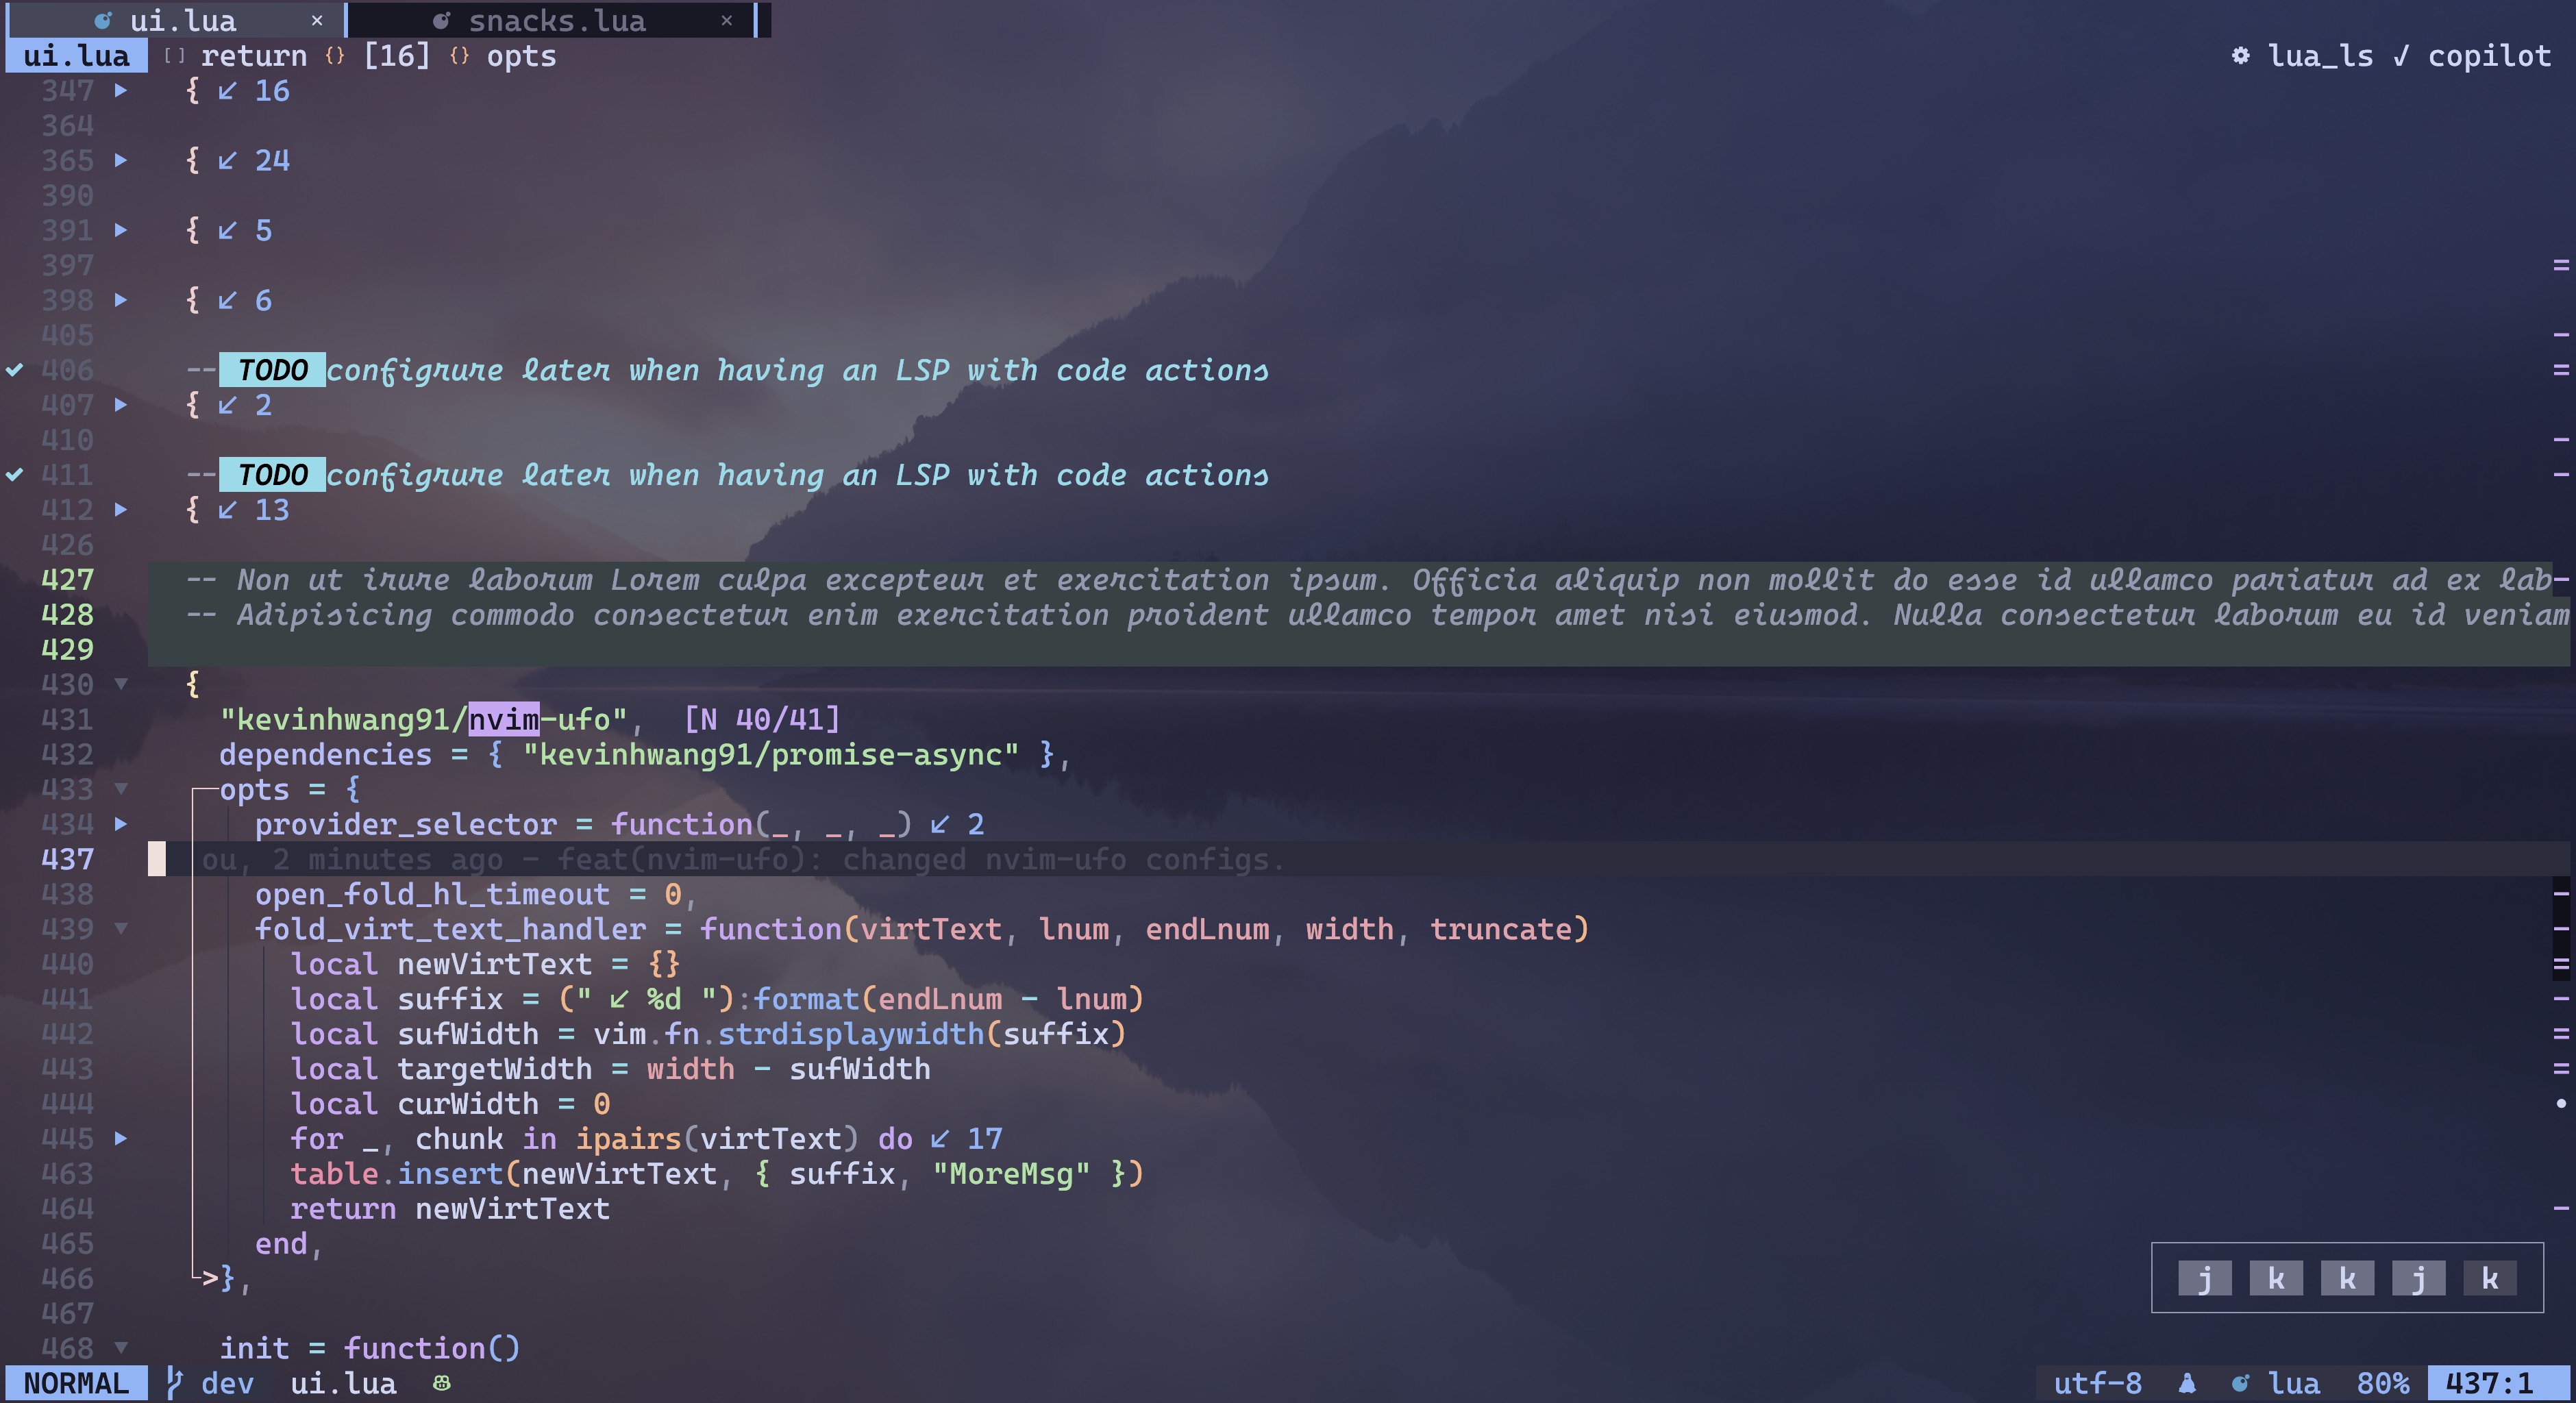 ui.lua × snacks.lua ×
ui.lua [] return {} [16] {} opts lua_ls ✓ copilot
347 { ↙ 16
364
365 { ↙ 24
390
391 { ↙ 5
397
398 { ↙ 6
405
406 -- TODO configrure later when having an LSP with code actions
407 { ↙ 2
410
411 -- TODO configrure later when having an LSP with code actions
412 { ↙ 13
426
427 -- Non ut irure laborum Lorem culpa excepteur et exercitation ipsum. Officia aliquip non mollit do esse id ullamco pariatur ad ex lab
428 -- Adipisicing commodo consectetur enim exercitation proident ullamco tempor amet nisi eiusmod. Nulla consectetur laborum eu id veniam
429
430 {
431 "kevinhwang91/nvim-ufo", [N 40/41]
432 dependencies = { "kevinhwang91/promise-async" },
433 opts = {
434 provider_selector = function(_, _, _) ↙ 2
437 ou, 2 minutes ago - feat(nvim-ufo): changed nvim-ufo configs.
438 open_fold_hl_timeout = 0,
439 fold_virt_text_handler = function(virtText, lnum, endLnum, width, truncate)
440 local newVirtText = {}
441 local suffix = (" ↙ %d "):format(endLnum - lnum)
442 local sufWidth = vim.fn.strdisplaywidth(suffix)
443 local targetWidth = width - sufWidth
444 local curWidth = 0
445 for _, chunk in ipairs(virtText) do ↙ 17
463 table.insert(newVirtText, { suffix, "MoreMsg" })
464 return newVirtText
465 end,
466 >},
467
468 init = function()
j k k j k
NORMAL dev ui.lua utf-8 lua 80% 437:1